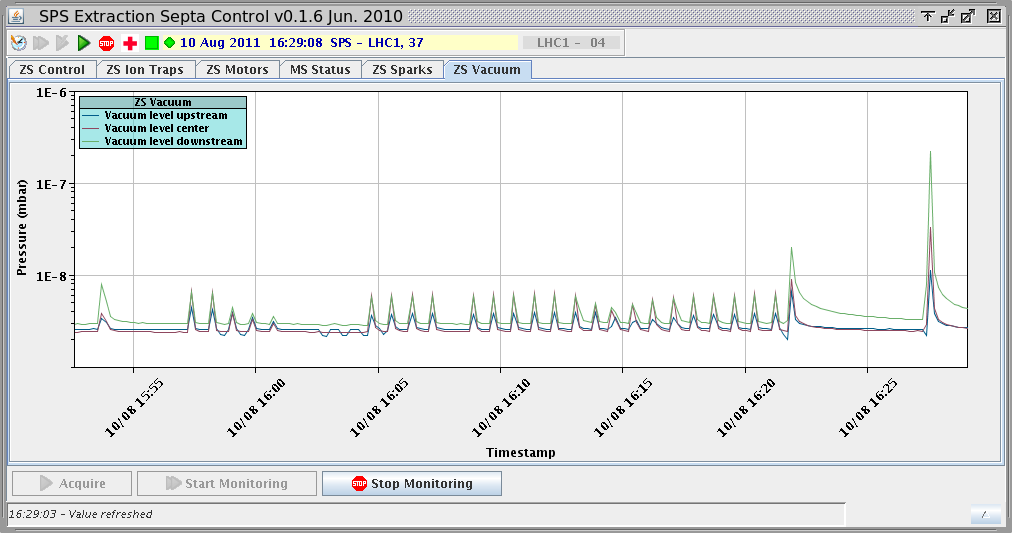 SPS Extraction Septa Control v0.1.6 Jun. 2010
STOP 10 Aug 2011 16:29:08 SPS - LHC1, 37 LHC1 - 04
ZS Control ZS Ion Traps ZS Motors MS Status ZS Sparks ZS Vacuum
1E-6
ZS Vacuum
Vacuum level upstream
Vacuum level center
Vacuum level downstream
1E-7
1E-8
Pressure (mbar)
10/08 15:55 10/08 16:00 10/08 16:05 10/08 16:10 10/08 16:15 10/08 16:20 10/08 16:25
Timestamp
Acquire Start Monitoring STOP Stop Monitoring
16:29:03 - Value refreshed